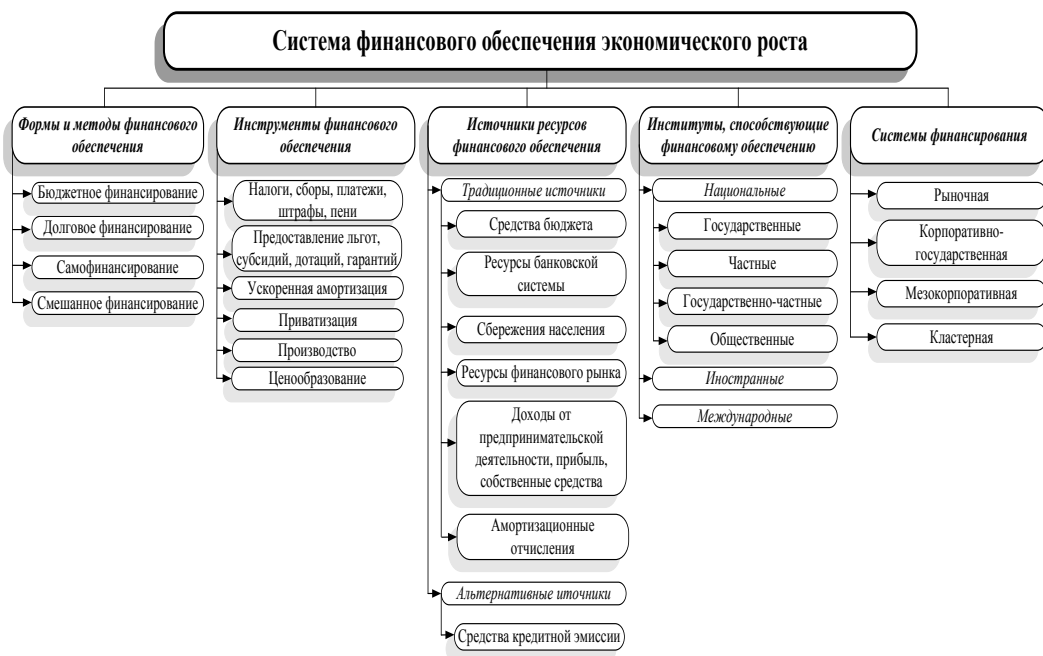 Система финансового обеспечения экономического роста
Формы и методы финансового
обеспечения
Бюджетное финансирование
Долговое финансирование
Самофинансирование
Смешанное финансирование
Инструменты финансового
обеспечения
Налоги, сборы, платежи,
штрафы, пени
Предоставление льгот,
субсидий, дотаций, гарантий
Ускоренная амортизация
Приватизация
Производство
Ценообразование
Источники ресурсов
финансового обеспечения
Традиционные источники
Средства бюджета
Ресурсы банковской
системы
Сбережения населения
Ресурсы финансового рынка
Доходы от
предпринимательской
деятельности, прибыль,
собственные средства
Амортизационные
отчисления
Альтернативные иточники
Средства кредитной эмиссии
Институты, способствующие
финансовому обеспечению
Национальные
Государственные
Частные
Государственно-частные
Общественные
Иностранные
Международные
Системы финансирования
Рыночная
Корпоративно-
государственная
Мезокорпоративная
Кластерная